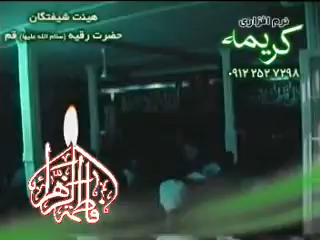 هیئت شیفتگان
حضرت رقیه (سلام الله علیها) قم
نرم افزاری
کریمه
۰۹۱۲ ۲۵۲ ۷۲۹۸
فاطمة الزهراء